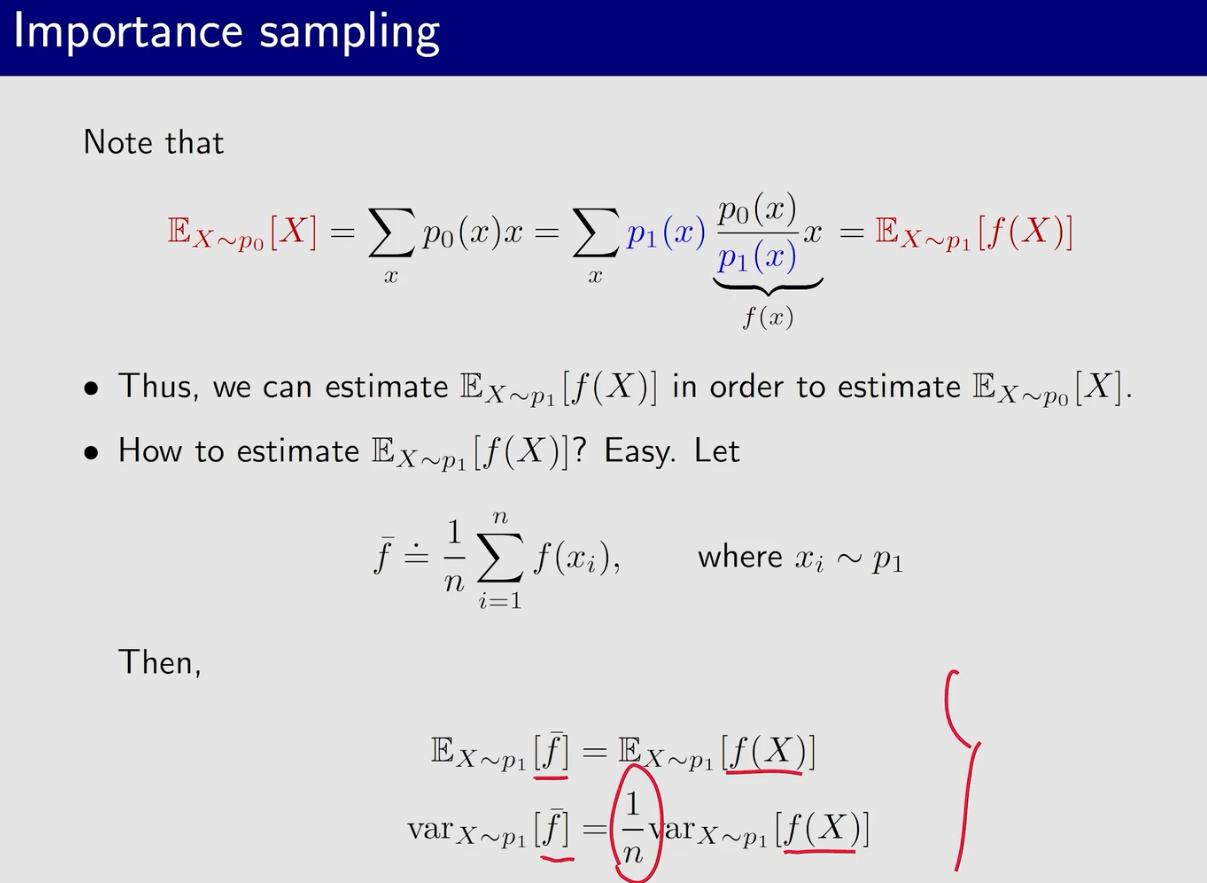 Importance sampling
Note that
$\mathbb{E}_{X\sim p_0}[X] = \sum_x p_0(x)x = \sum_x p_1(x) \underbrace{\frac{p_0(x)}{p_1(x)}x}_{f(x)} = \mathbb{E}_{X\sim p_1}[f(X)]$
• Thus, we can estimate $\mathbb{E}_{X\sim p_1}[f(X)]$ in order to estimate $\mathbb{E}_{X\sim p_0}[X]$.
• How to estimate $\mathbb{E}_{X\sim p_1}[f(X)]$? Easy. Let
$\bar{f} \doteq \frac{1}{n} \sum_{i=1}^{n} f(x_i),$ where $x_i \sim p_1$
Then,
$\mathbb{E}_{X\sim p_1}[\bar{f}] = \mathbb{E}_{X\sim p_1}[f(X)]$
$\mathrm{var}_{X\sim p_1}[\bar{f}] = \frac{1}{n}\mathrm{var}_{X\sim p_1}[f(X)]$